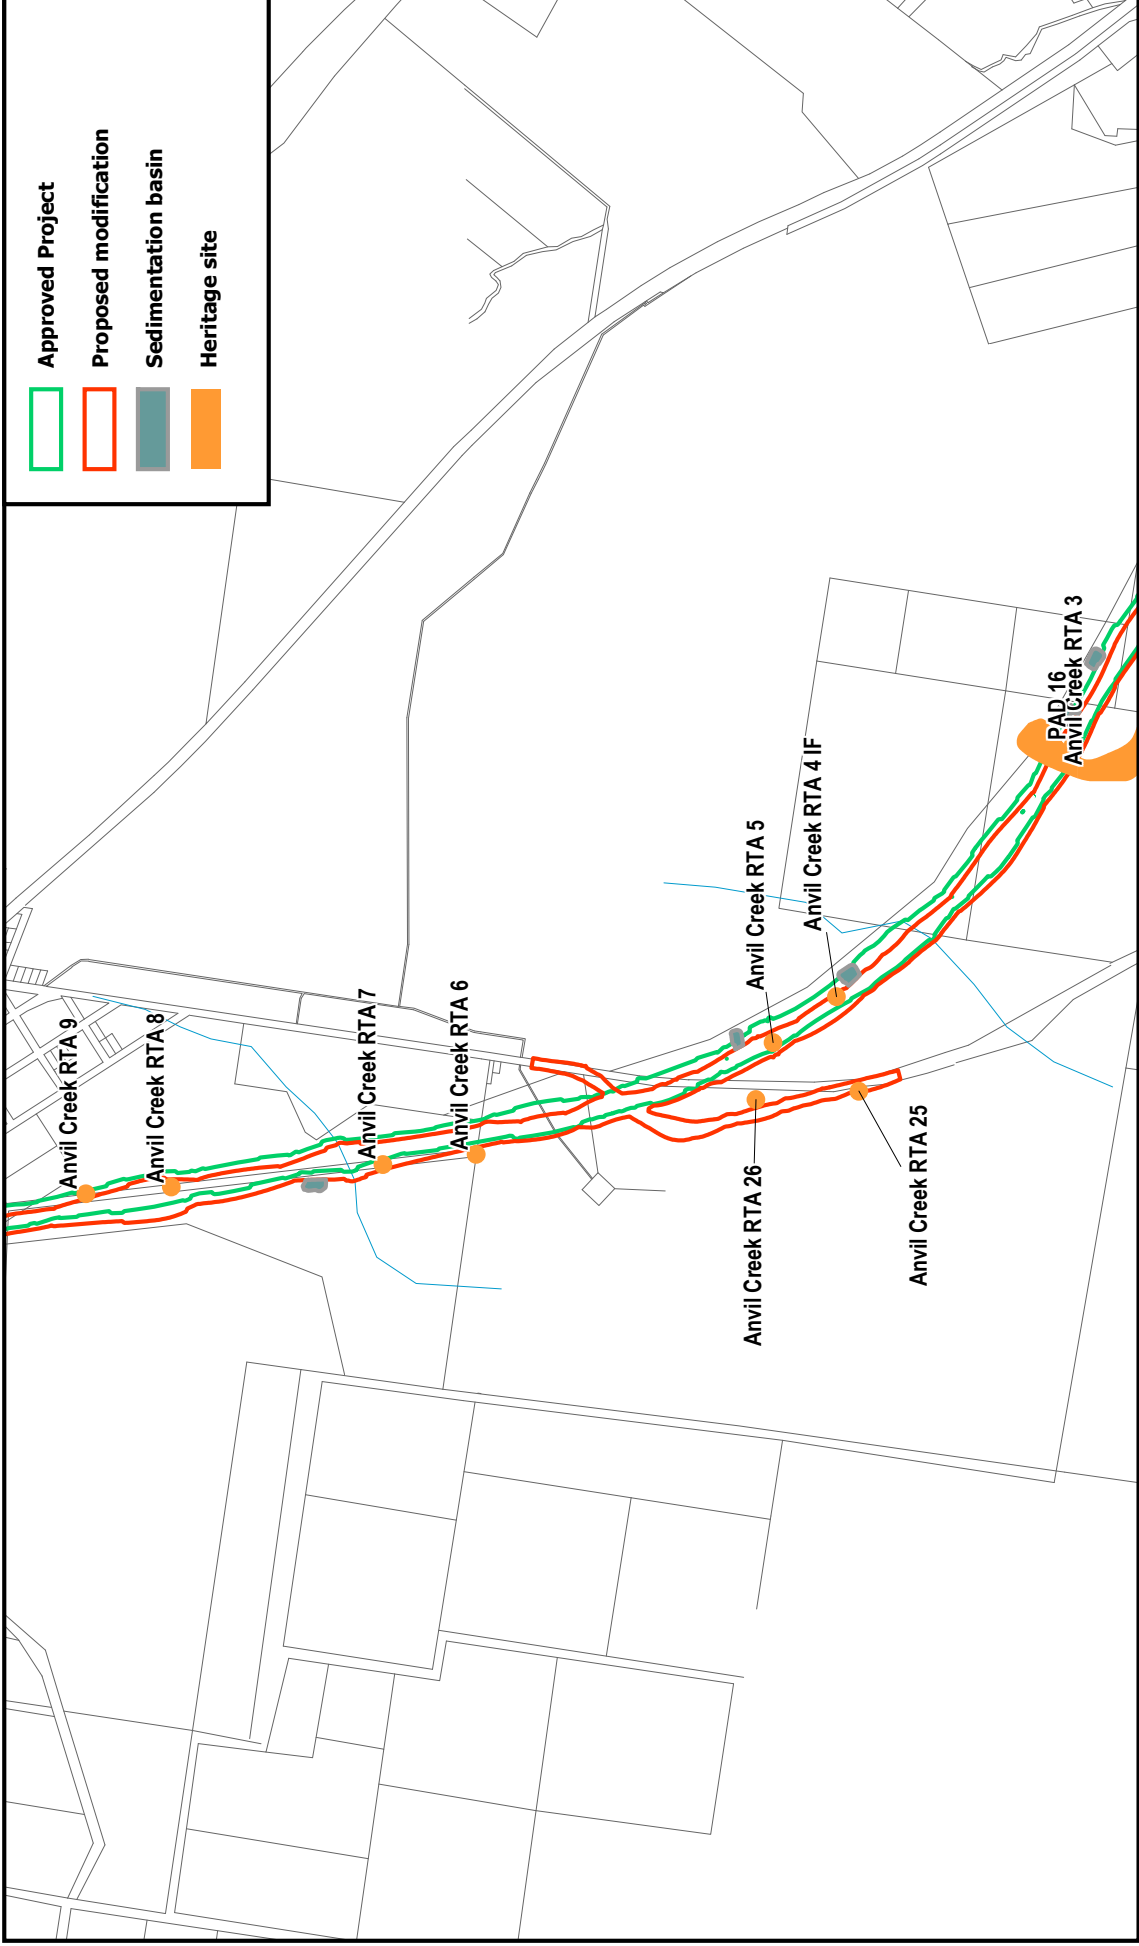 Approved Project
Proposed modification
Sedimentation basin
Heritage site
Anvil Creek RTA 9
Anvil Creek RTA 8
Anvil Creek RTA 7
Anvil Creek RTA 6
Anvil Creek RTA 5
Anvil Creek RTA 4 IF
PAD 16
Anvil Creek RTA 3
Anvil Creek RTA 26
Anvil Creek RTA 25